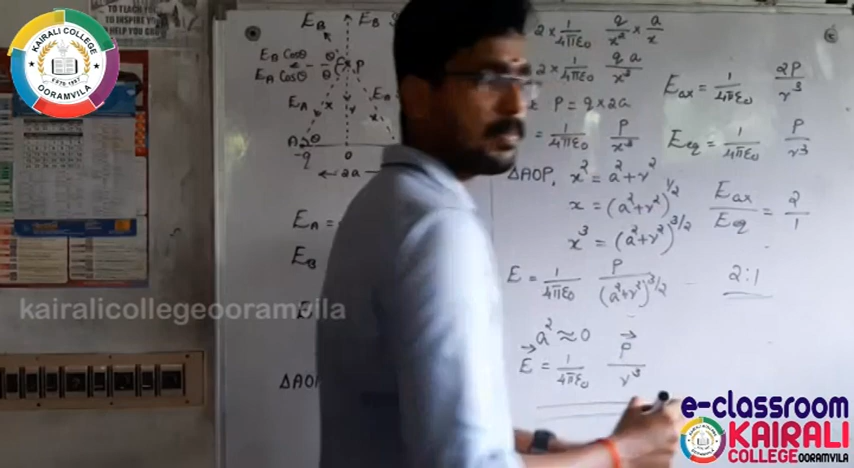 TO TEACH YOU
TO INSPIRE YOU
KAIRALI COLLEGE
ESTD 1987
OORAMVILA
E_B
E_B
E_B Cosθ
E_A Cosθ
θ
θ
P
E_A
x
r
E_B
x
A
θ
-q
0
2a
E_A =
E_B
ΔAO
2 × 1/4πε₀ q/x² × a/x
2 × 1/4πε₀ qa/x³
P = q × 2a
= 1/4πε₀ P/x³
ΔAOP, x² = a² + r²
x = (a² + r²)^1/2
x³ = (a² + r²)^3/2
E = 1/4πε₀ P/(a² + r²)^3/2
a² ≈ 0
E⃗ = 1/4πε₀ P⃗/r³
E_ax = 1/4πε₀ 2P/r³
E_eq = 1/4πε₀ P/r³
E_ax/E_eq = 2/1
2:1
kairalicollegeooramvila
e-classroom
KAIRALI
COLLEGE OORAMVILA